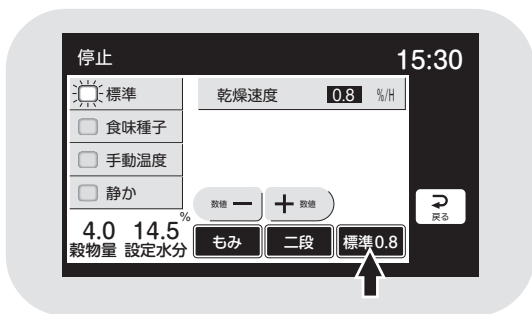 停止 15:30
標準
乾燥速度 0.8 %/H
食味種子
手動温度
静か
数値 − + 数値
戻る
4.0 14.5%
穀物量 設定水分
もみ 二段 標準0.8